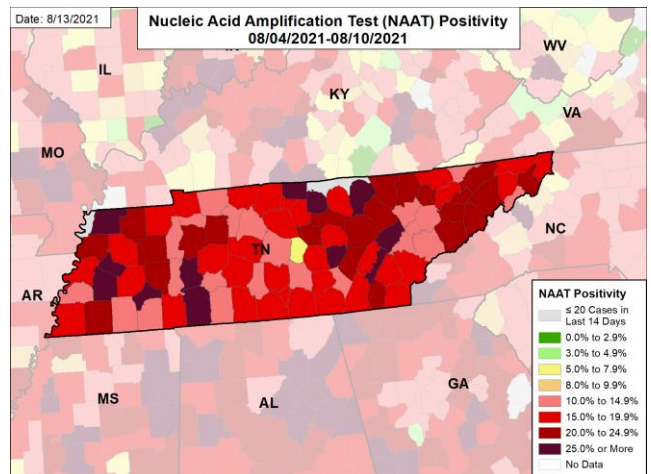 Date: 8/13/2021
Nucleic Acid Amplification Test (NAAT) Positivity
08/04/2021-08/10/2021
IL
WV
KY
VA
MO
TN
NC
AR
MS
AL
GA
NAAT Positivity
≤ 20 Cases in
Last 14 Days
0.0% to 2.9%
3.0% to 4.9%
5.0% to 7.9%
8.0% to 9.9%
10.0% to 14.9%
15.0% to 19.9%
20.0% to 24.9%
25.0% or More
No Data